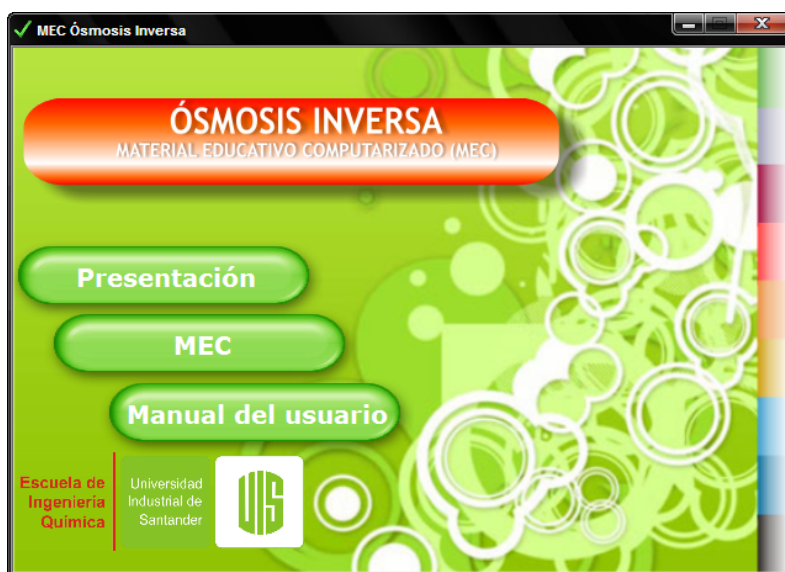 MEC Ósmosis Inversa
ÓSMOSIS INVERSA
MATERIAL EDUCATIVO COMPUTARIZADO (MEC)
Presentación
MEC
Manual del usuario
Escuela de
Ingeniería
Química
Universidad
Industrial de
Santander
UIS